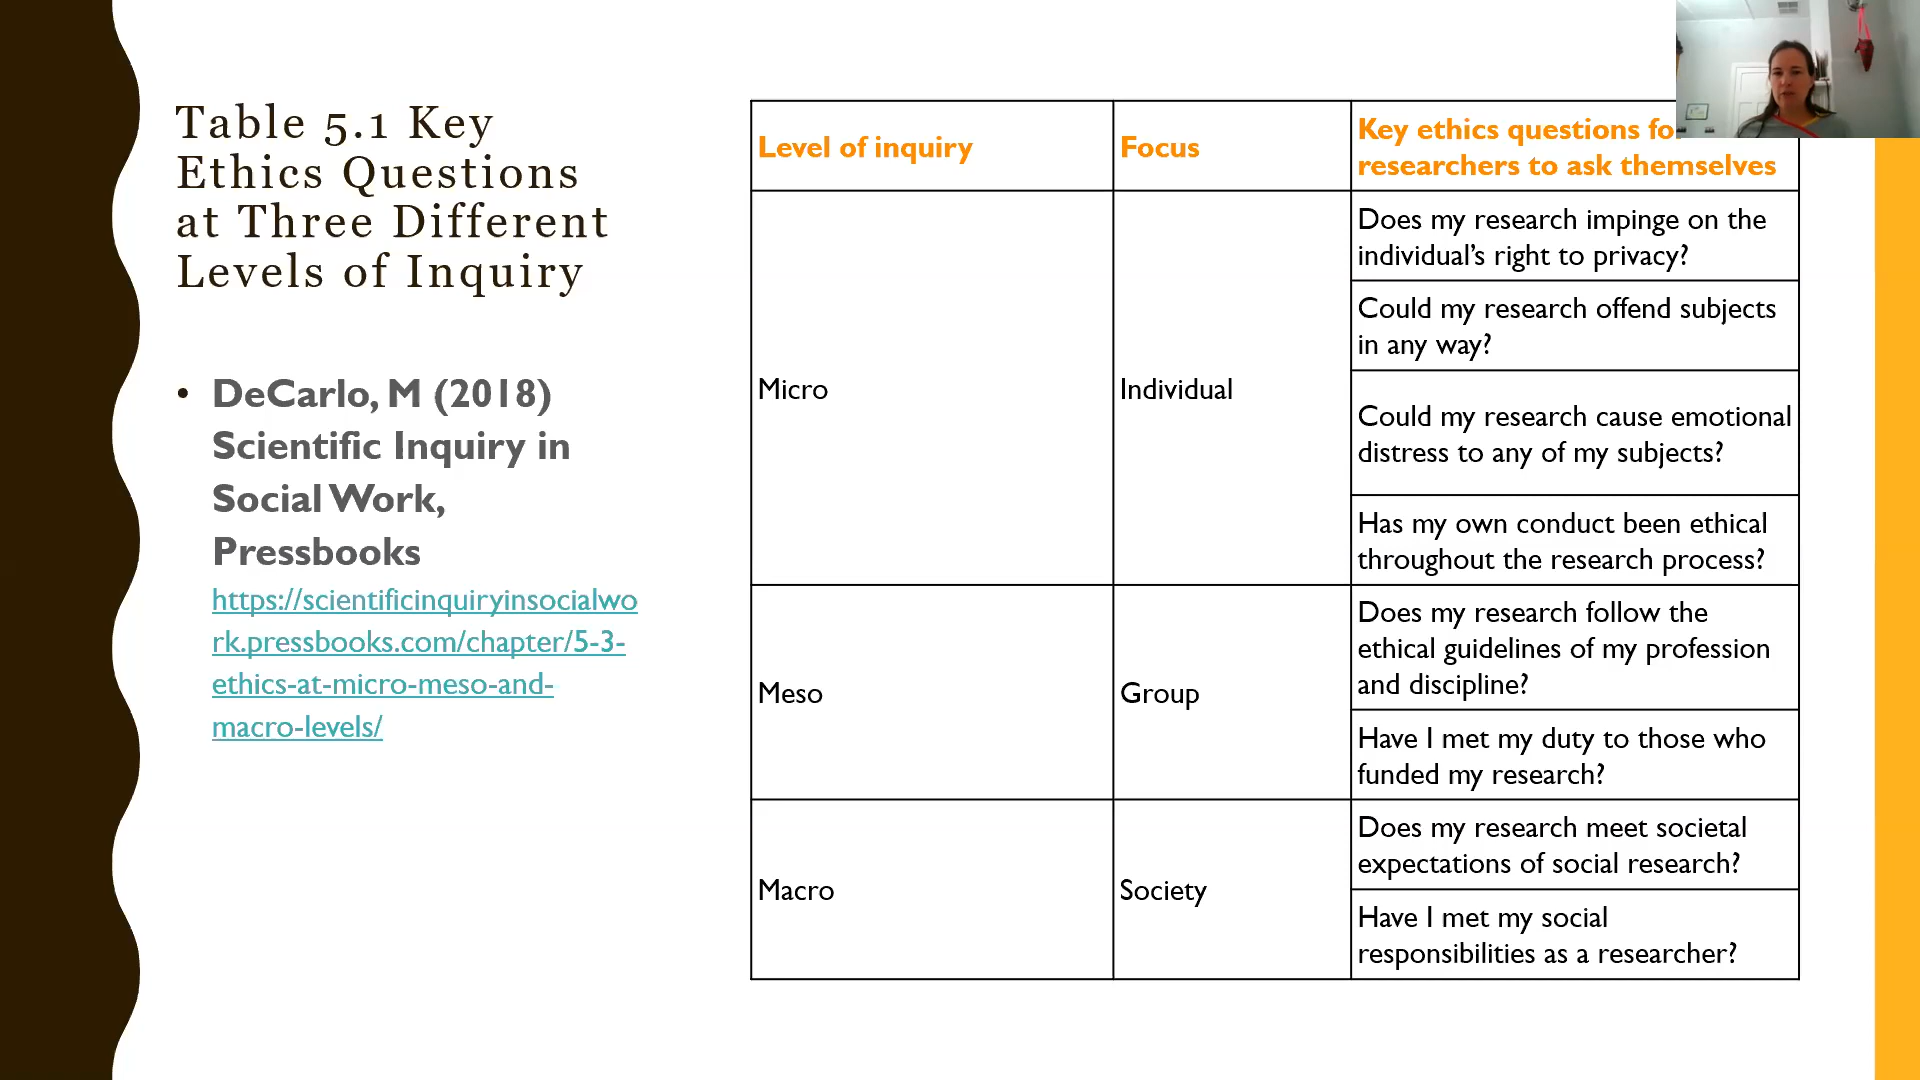 Table 5.1 Key
Ethics Questions
at Three Different
Levels of Inquiry
• DeCarlo, M (2018)
Scientific Inquiry in
Social Work,
Pressbooks
https://scientificinquiryinsocialwo
rk.pressbooks.com/chapter/5-3-
ethics-at-micro-meso-and-
macro-levels/
Level of inquiry
Focus
Key ethics questions fo
researchers to ask themselves
Micro
Individual
Does my research impinge on the
individual's right to privacy?
Could my research offend subjects
in any way?
Could my research cause emotional
distress to any of my subjects?
Has my own conduct been ethical
throughout the research process?
Meso
Group
Does my research follow the
ethical guidelines of my profession
and discipline?
Have I met my duty to those who
funded my research?
Macro
Society
Does my research meet societal
expectations of social research?
Have I met my social
responsibilities as a researcher?